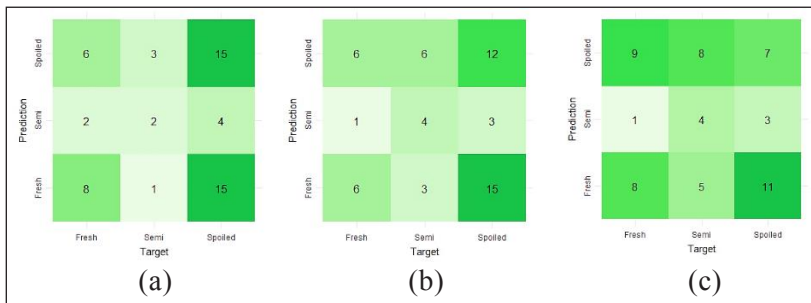 Prediction
Spoiled
6 3 15
Semi
2 2 4
Fresh
8 1 15
Fresh Semi Spoiled
Target
(a)
Prediction
Spoiled
6 6 12
Semi
1 4 3
Fresh
6 3 15
Fresh Semi Spoiled
Target
(b)
Prediction
Spoiled
9 8 7
Semi
1 4 3
Fresh
8 5 11
Fresh Semi Spoiled
Target
(c)